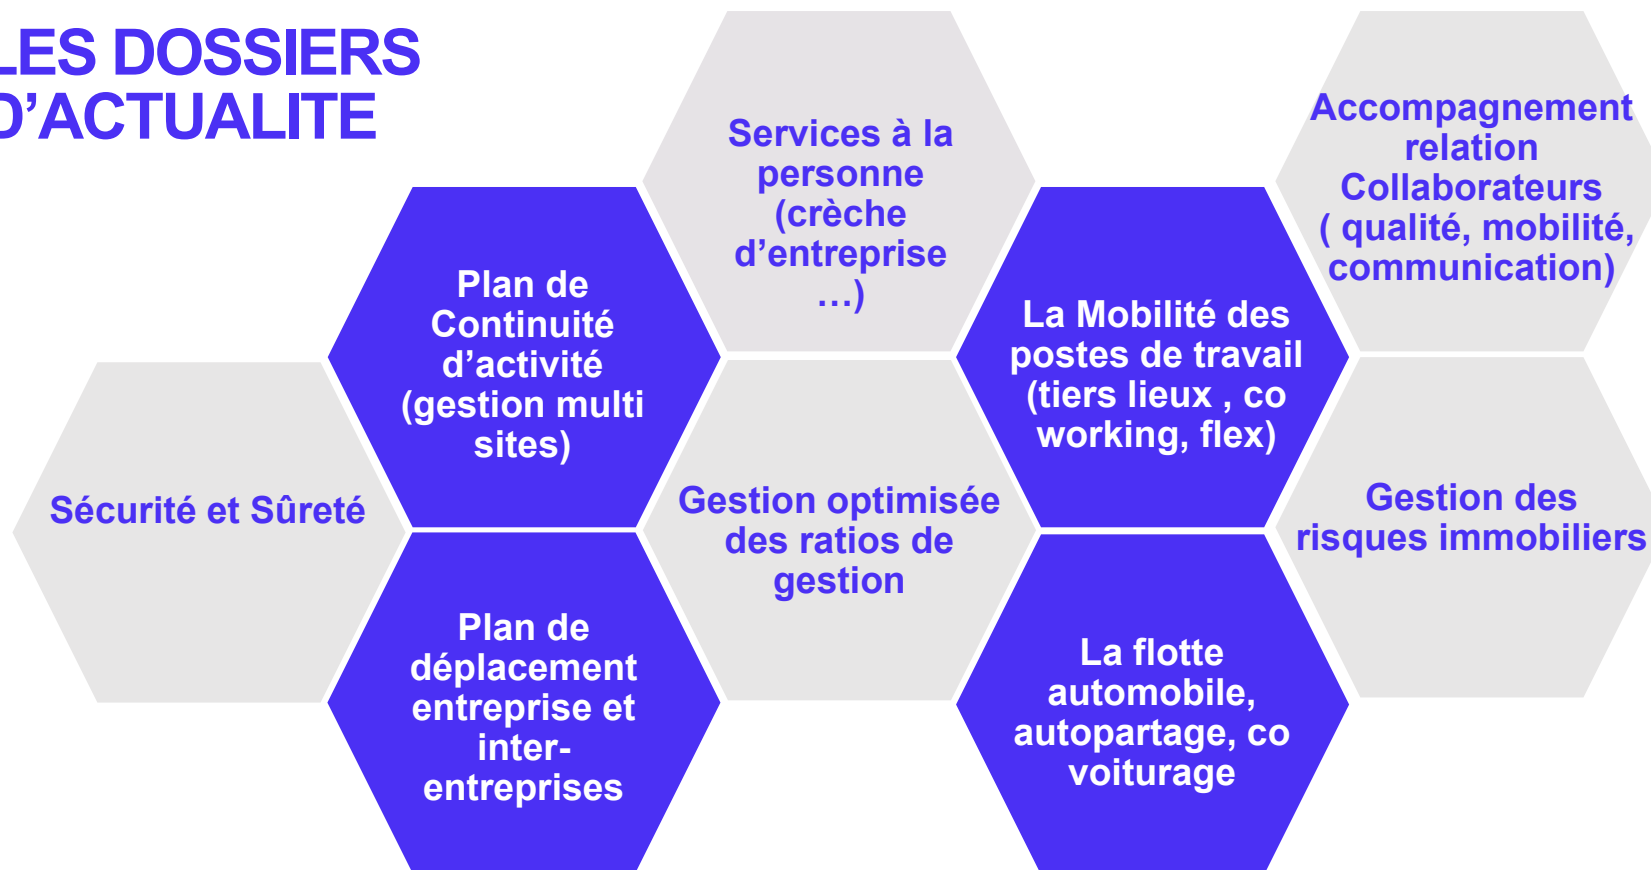 LES DOSSIERS
D’ACTUALITE
Sécurité et Sûreté
Plan de
Continuité
d’activité
(gestion multi
sites)
Plan de
déplacement
entreprise et
inter-
entreprises
Services à la
personne
(crèche
d’entreprise
…)
Gestion optimisée
des ratios de
gestion
La Mobilité des
postes de travail
(tiers lieux , co
working, flex)
La flotte
automobile,
autopartage, co
voiturage
Accompagnement
relation
Collaborateurs
( qualité, mobilité,
communication)
Gestion des
risques immobiliers